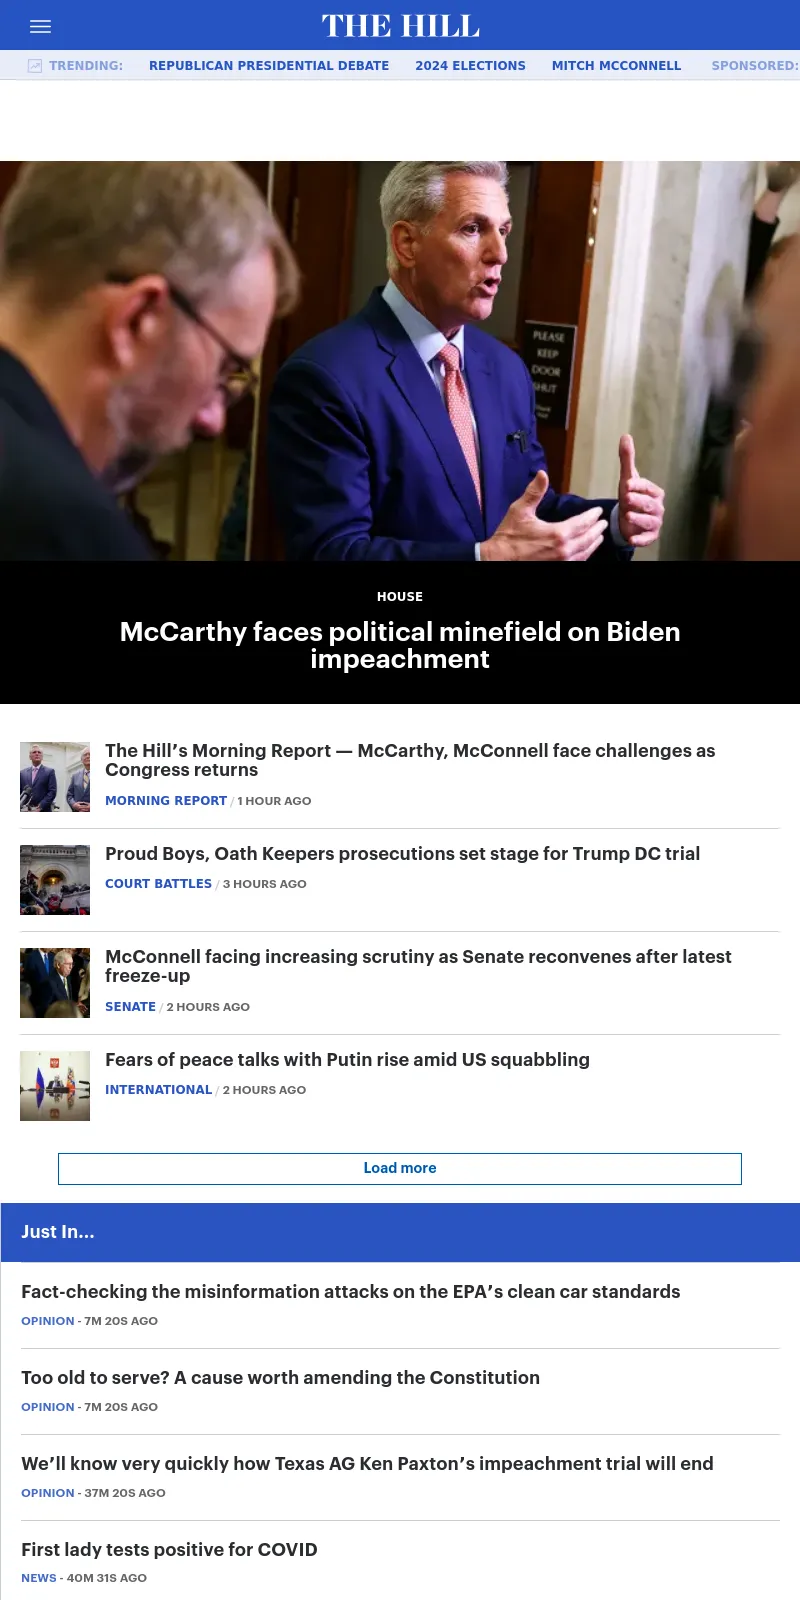 THE HILL
TRENDING: REPUBLICAN PRESIDENTIAL DEBATE 2024 ELECTIONS MITCH MCCONNELL SPONSORED:
PLEASE
KEEP
DOOR
SHUT
HOUSE
McCarthy faces political minefield on Biden
impeachment
The Hill’s Morning Report — McCarthy, McConnell face challenges as
Congress returns
MORNING REPORT / 1 HOUR AGO
Proud Boys, Oath Keepers prosecutions set stage for Trump DC trial
COURT BATTLES / 3 HOURS AGO
McConnell facing increasing scrutiny as Senate reconvenes after latest
freeze-up
SENATE / 2 HOURS AGO
Fears of peace talks with Putin rise amid US squabbling
INTERNATIONAL / 2 HOURS AGO
Load more
Just In...
Fact-checking the misinformation attacks on the EPA’s clean car standards
OPINION - 7M 20S AGO
Too old to serve? A cause worth amending the Constitution
OPINION - 7M 20S AGO
We’ll know very quickly how Texas AG Ken Paxton’s impeachment trial will end
OPINION - 37M 20S AGO
First lady tests positive for COVID
NEWS - 40M 31S AGO